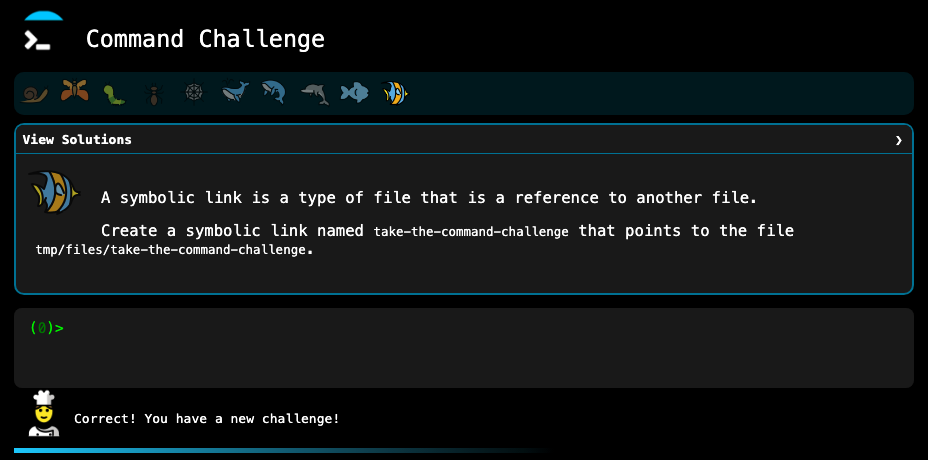 Command Challenge
View Solutions ❯
A symbolic link is a type of file that is a reference to another file.
Create a symbolic link named take-the-command-challenge that points to the file
tmp/files/take-the-command-challenge.
(0)>
Correct! You have a new challenge!